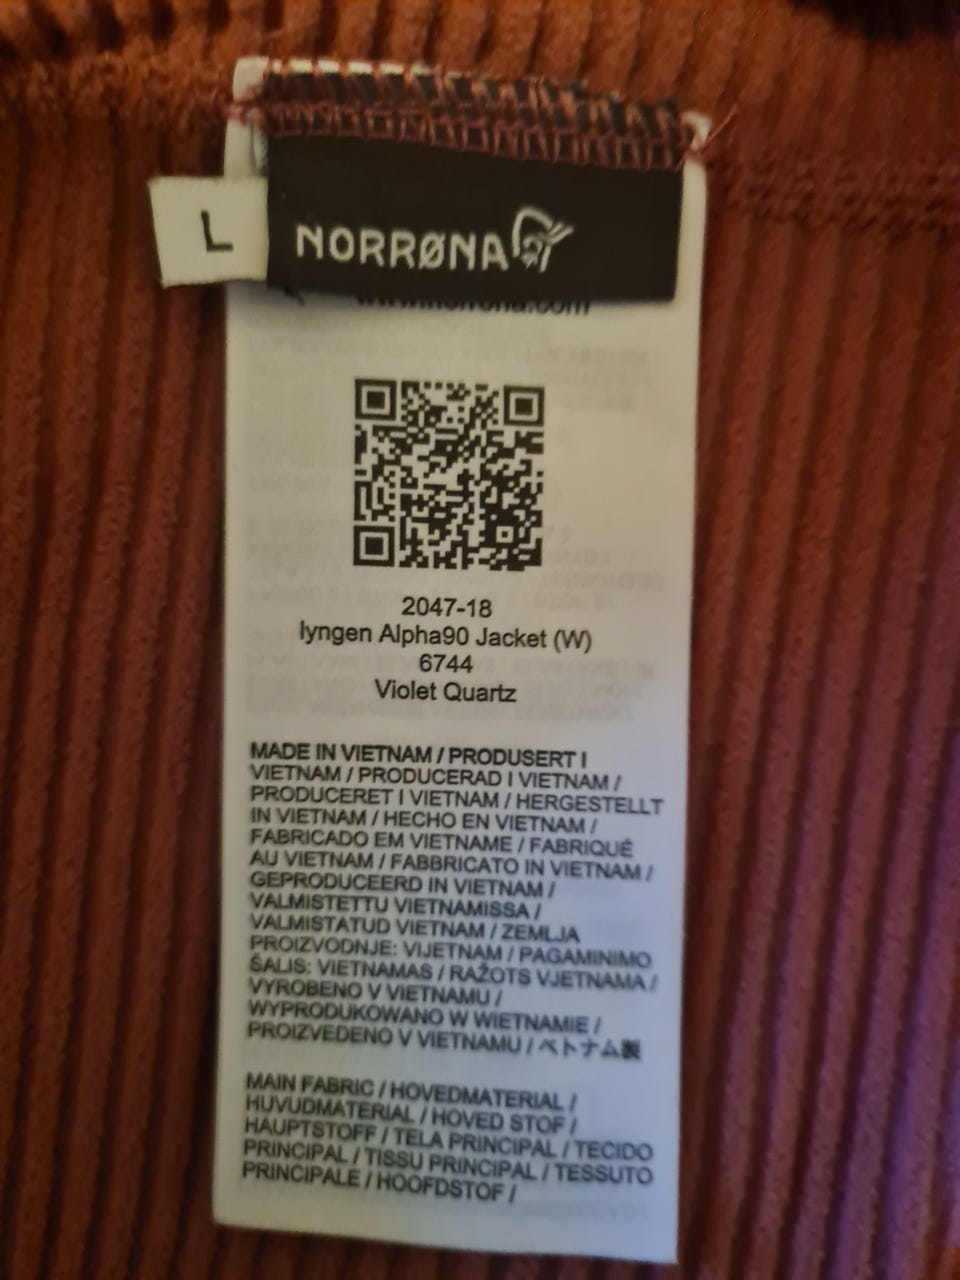 L
NORRØNA
www.norrona.com
2047-18
lyngen Alpha90 Jacket (W)
6744
Violet Quartz
MADE IN VIETNAM / PRODUSERT I
VIETNAM / PRODUCERAD I VIETNAM /
PRODUCERET I VIETNAM / HERGESTELLT
IN VIETNAM / HECHO EN VIETNAM /
FABRICADO EM VIETNAME / FABRIQUÉ
AU VIETNAM / FABBRICATO IN VIETNAM /
GEPRODUCEERD IN VIETNAM /
VALMISTETTU VIETNAMISSA /
VALMISTATUD VIETNAM / ZEMLJA
PROIZVODNJE: VIJETNAM / PAGAMINIMO
ŠALIS: VIETNAMAS / RAŽOTS VJETNAMA /
VYROBENO V VIETNAMU /
WYPRODUKOWANO W WIETNAMIE /
PROIZVEDENO V VIETNAMU / ベトナム製
MAIN FABRIC / HOVEDMATERIAL /
HUVUDMATERIAL / HOVED STOF /
HAUPTSTOFF / TELA PRINCIPAL / TECIDO
PRINCIPAL / TISSU PRINCIPAL / TESSUTO
PRINCIPALE / HOOFDSTOF /